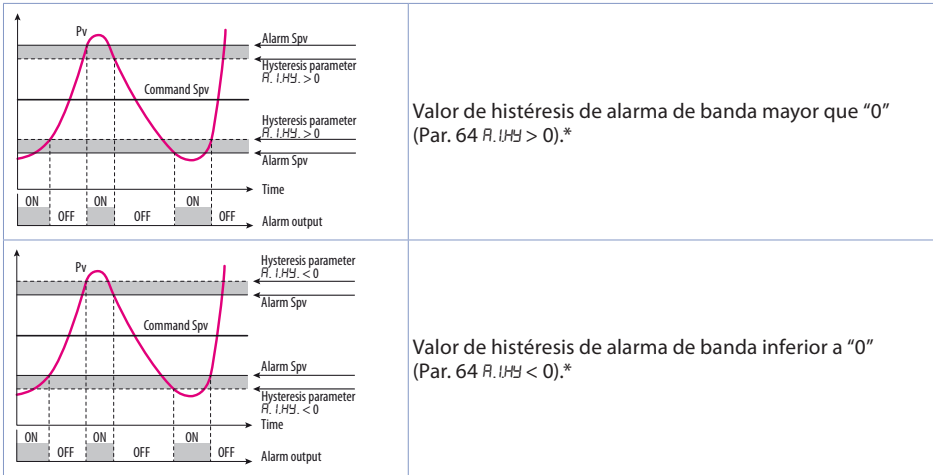 Pv
Alarm Spv
Hysteresis parameter
A.1.HY. > 0
Command Spv
Hysteresis parameter
A.1.HY. > 0
Alarm Spv
Time
ON ON ON
OFF OFF OFF
Alarm output
Valor de histéresis de alarma de banda mayor que “0”
(Par. 64 A.1.HY > 0).*
Pv
Hysteresis parameter
A.1.HY. < 0
Alarm Spv
Command Spv
Alarm Spv
Hysteresis parameter
A.1.HY. < 0
Time
ON ON ON
OFF OFF OFF
Alarm output
Valor de histéresis de alarma de banda inferior a “0”
(Par. 64 A.1.HY < 0).*